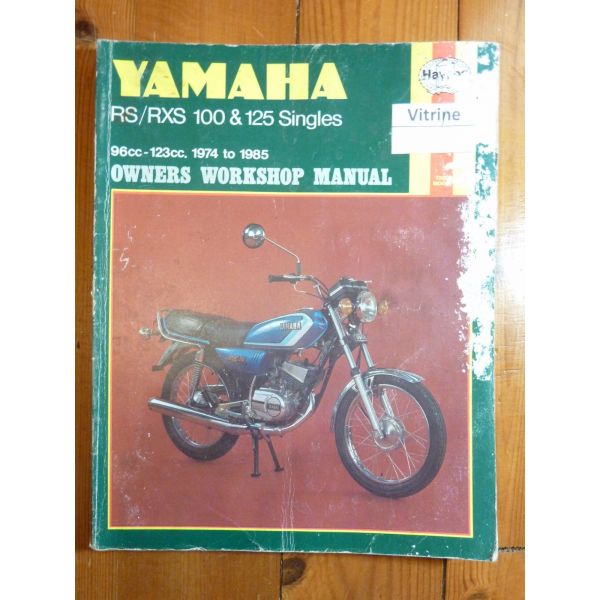 YAMAHA
RS/RXS 100 & 125 Singles
Vitrine
96cc-123cc. 1974 to 1985
OWNERS WORKSHOP MANUAL
YAMAHA